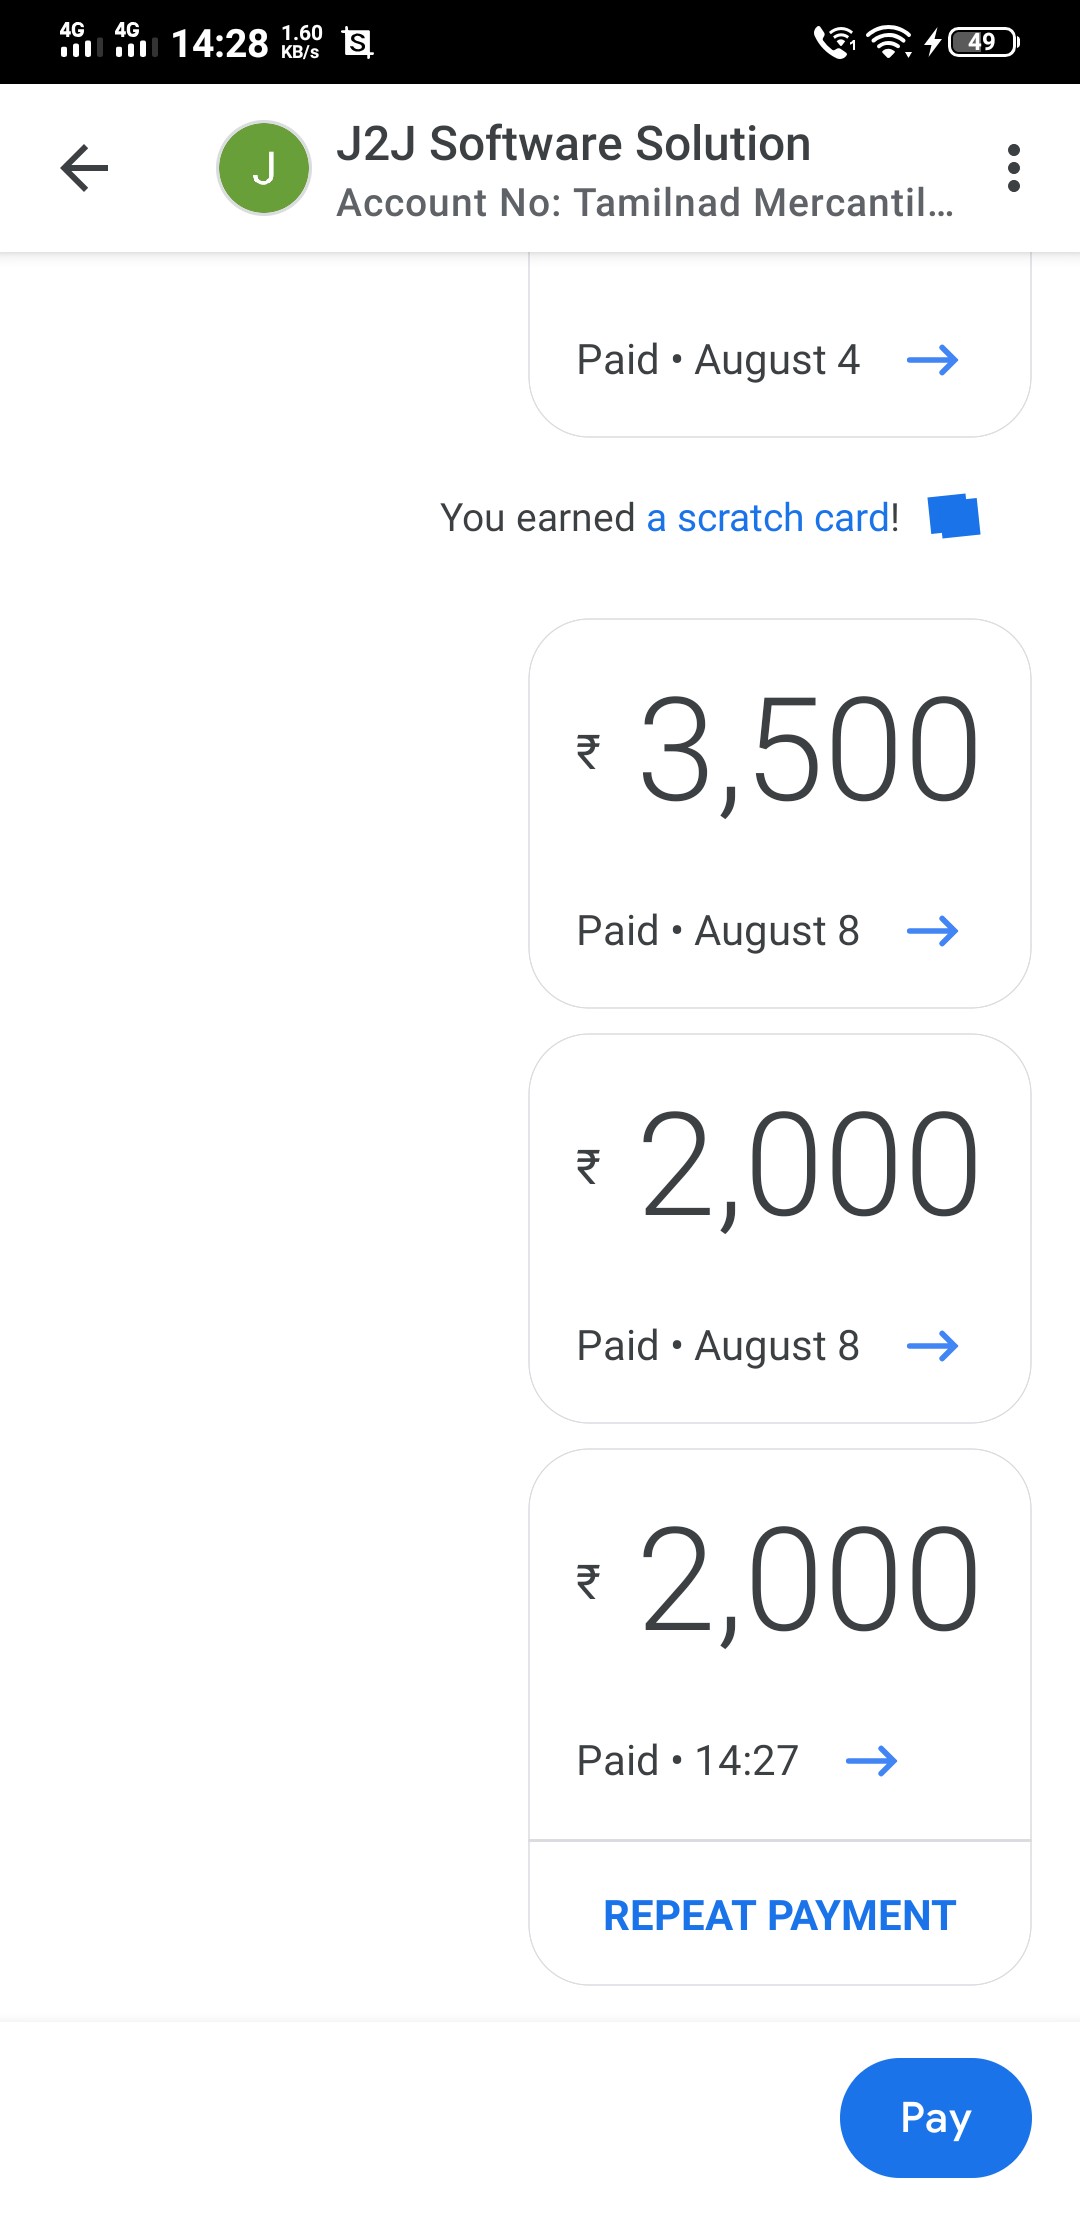 4G 4G 14:28 1.60 KB/s S 1 49
J J2J Software Solution
Account No: Tamilnad Mercantil...
Paid • August 4
You earned a scratch card!
₹ 3,500
Paid • August 8
₹ 2,000
Paid • August 8
₹ 2,000
Paid • 14:27
REPEAT PAYMENT
Pay